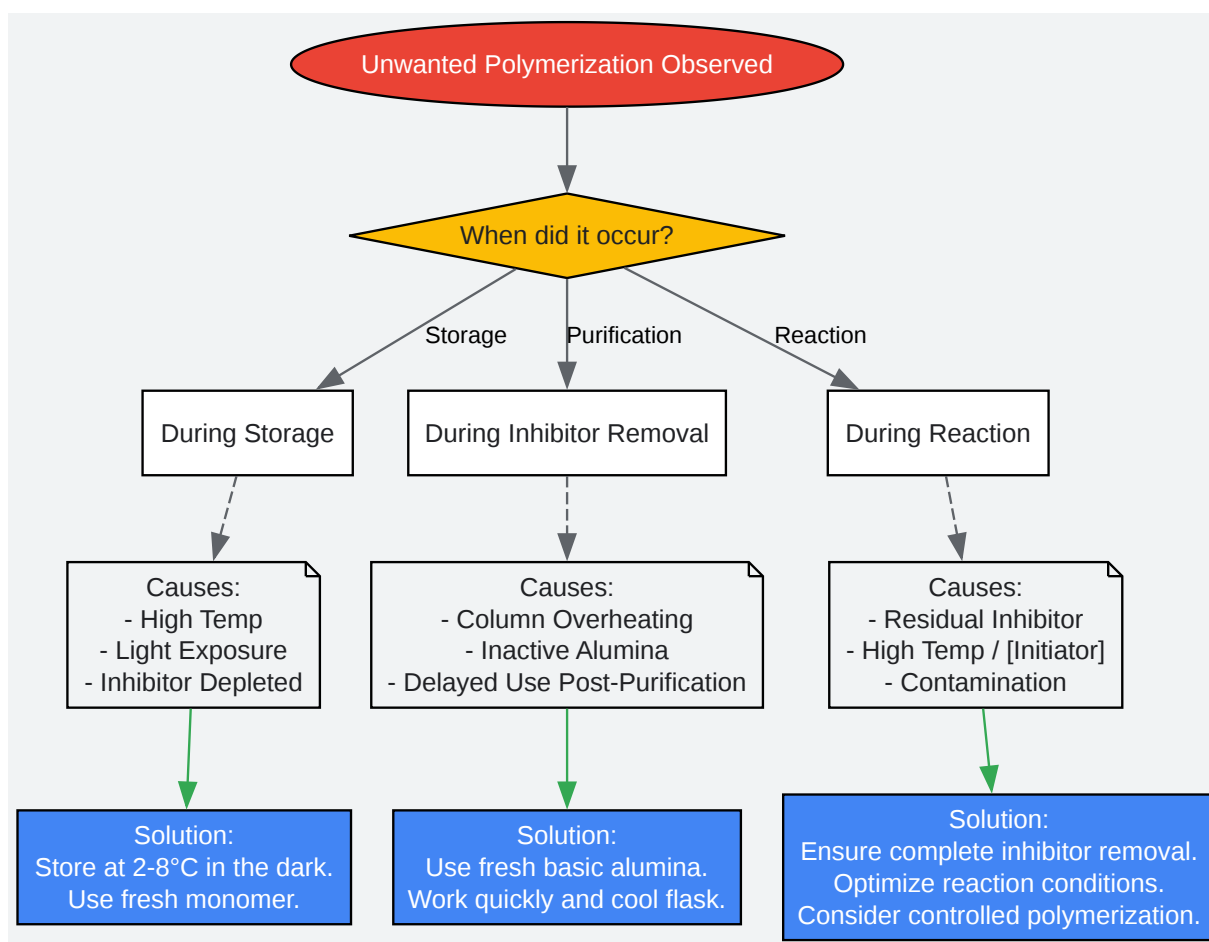 Unwanted Polymerization Observed
When did it occur?
Storage
Purification
Reaction
During Storage
During Inhibitor Removal
During Reaction
Causes:
- High Temp
- Light Exposure
- Inhibitor Depleted
Causes:
- Column Overheating
- Inactive Alumina
- Delayed Use Post-Purification
Causes:
- Residual Inhibitor
- High Temp / [Initiator]
- Contamination
Solution:
Store at 2-8°C in the dark.
Use fresh monomer.
Solution:
Use fresh basic alumina.
Work quickly and cool flask.
Solution:
Ensure complete inhibitor removal.
Optimize reaction conditions.
Consider controlled polymerization.